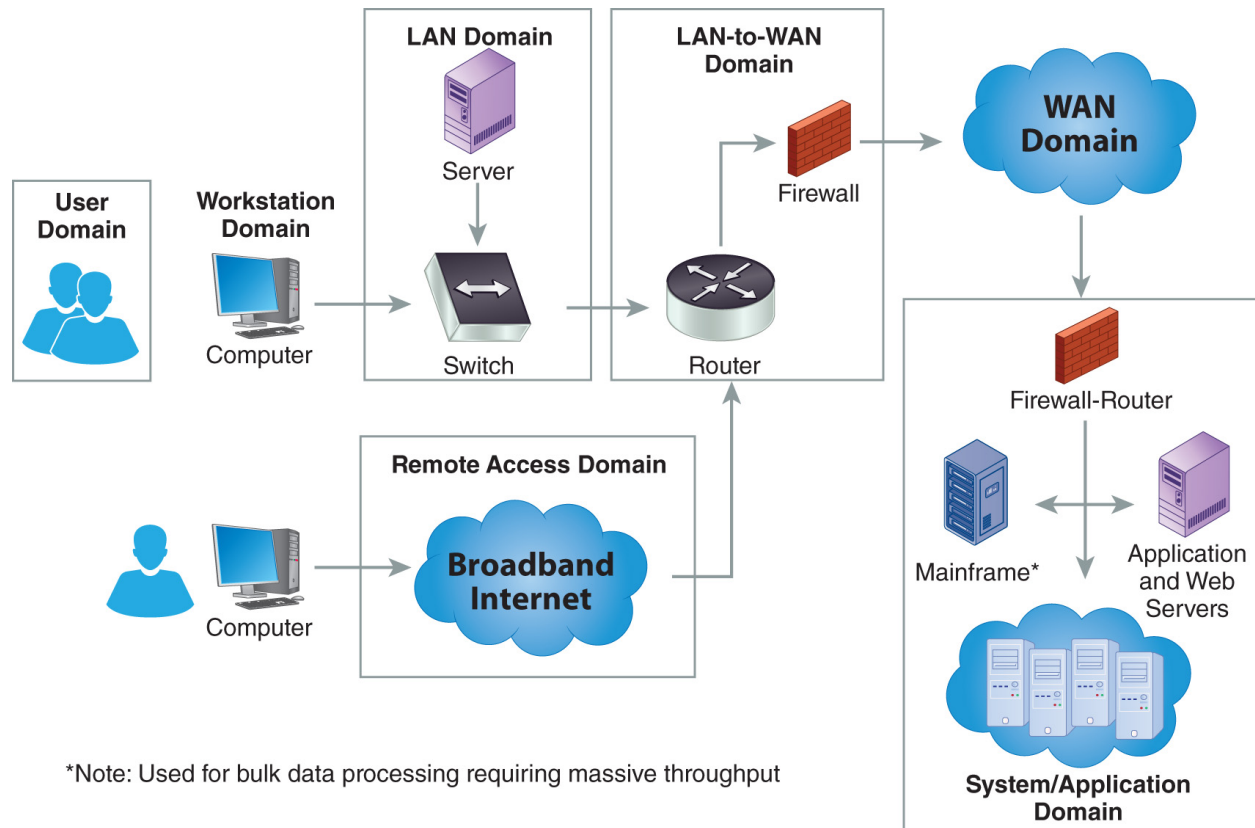 LAN Domain
Server
Switch
LAN-to-WAN
Domain
Firewall
Router
WAN
Domain
User
Domain
Workstation
Domain
Computer
Remote Access Domain
Broadband
Internet
Computer
Firewall-Router
Mainframe*
Application
and Web
Servers
System/Application
Domain
*Note: Used for bulk data processing requiring massive throughput